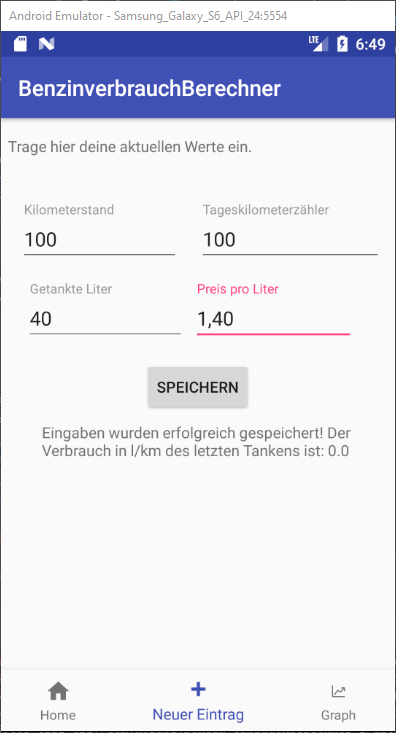 Android Emulator - Samsung_Galaxy_S6_API_24:5554
LTE 6:49
BenzinverbrauchBerechner
Trage hier deine aktuellen Werte ein.
Kilometerstand Tageskilometerzähler
100 100
Getankte Liter Preis pro Liter
40 1,40
SPEICHERN
Eingaben wurden erfolgreich gespeichert! Der
Verbrauch in l/km des letzten Tankens ist: 0.0
Home Neuer Eintrag Graph